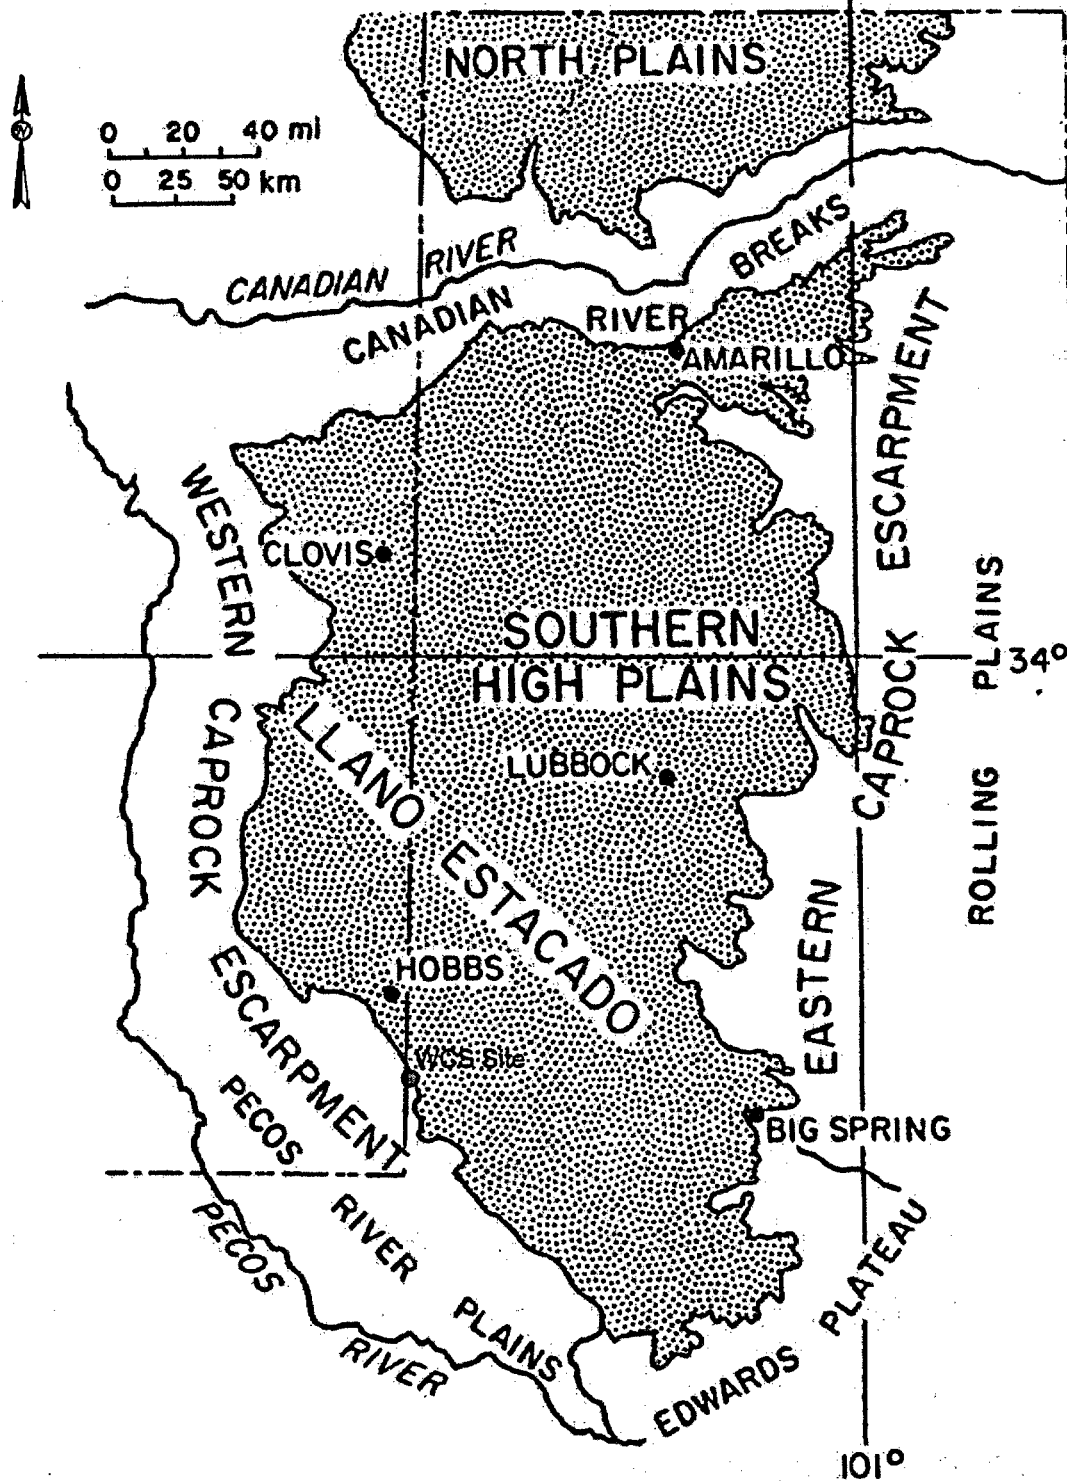 NORTH PLAINS
N
0 20 40 mi
0 25 50 km
CANADIAN RIVER
CANADIAN RIVER BREAKS
AMARILLO
WESTERN CAPROCK ESCARPMENT
CLOVIS
SOUTHERN
HIGH PLAINS
34°
EASTERN CAPROCK ESCARPMENT
ROLLING PLAINS
LLANO ESTACADO
LUBBOCK
HOBBS
WCS Site
BIG SPRING
PECOS RIVER PLAINS
PECOS RIVER
EDWARDS PLATEAU
101°